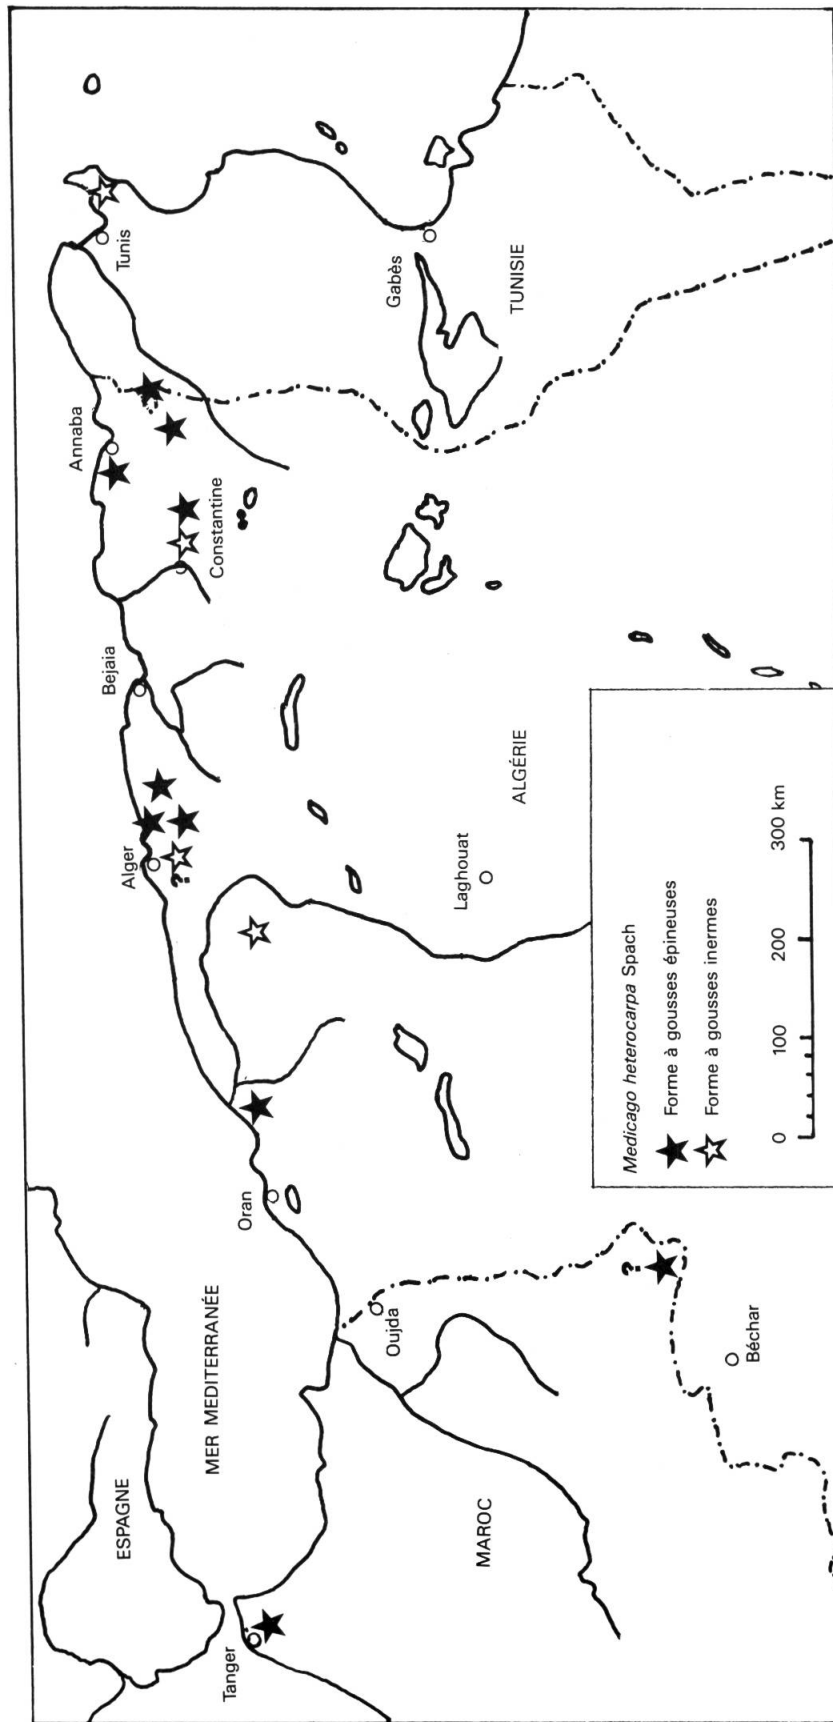 ESPAGNE
MER MEDITERRANÉE
Tanger
MAROC
Oujda
Béchar
?
Oran
Alger
?
Bejaia
Constantine
Annaba
Tunis
Gabès
TUNISIE
ALGÉRIE
Laghouat
Medicago heterocarpa Spach
Forme à gousses épineuses
Forme à gousses inermes
0 100 200 300 km